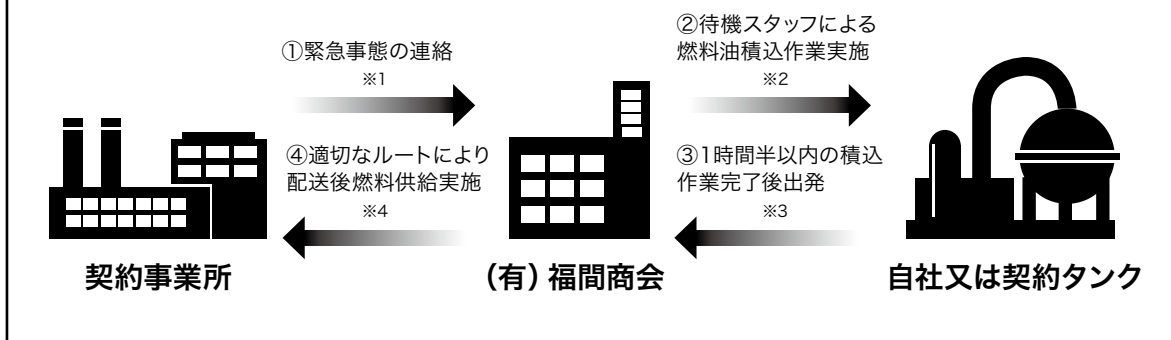 ①緊急事態の連絡
※1
②待機スタッフによる
燃料油積込作業実施
※2
④適切なルートにより
配送後燃料供給実施
※4
③1時間半以内の積込
作業完了後出発
※3
契約事業所
(有)福間商会
自社又は契約タンク